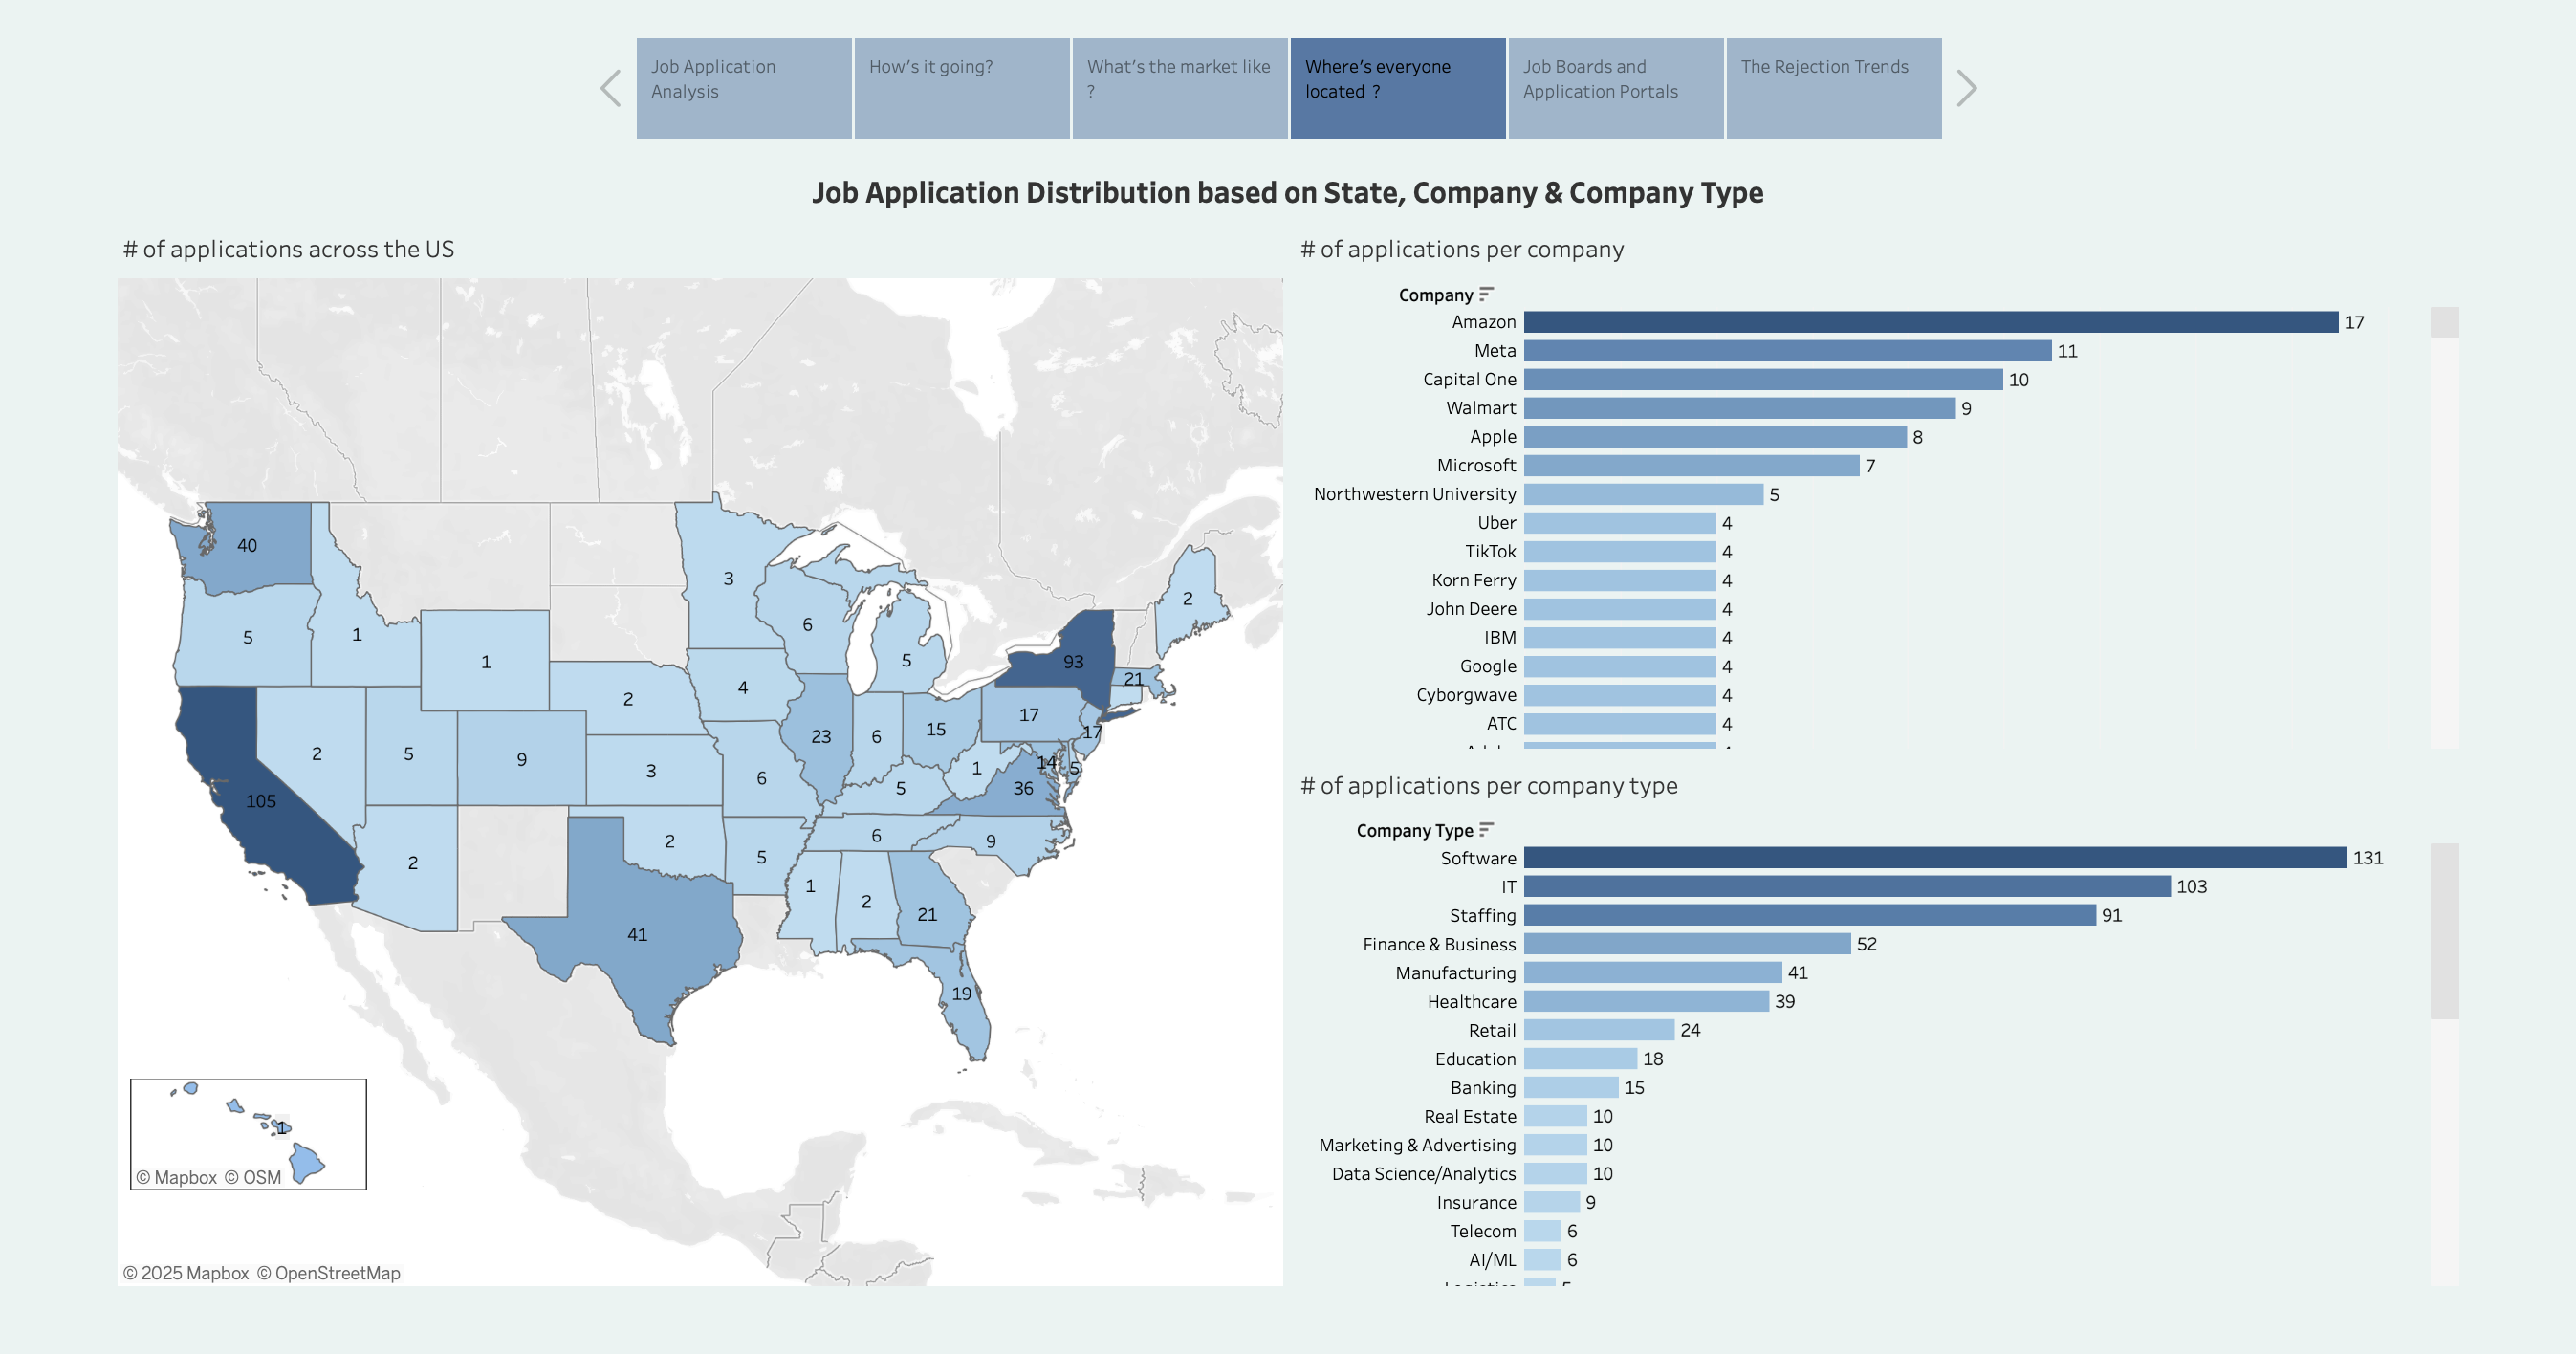 Job Application
Analysis
How's it going?
What's the market like
?
Where's everyone
located ?
Job Boards and
Application Portals
The Rejection Trends
Job Application Distribution based on State, Company & Company Type
# of applications across the US
40
5
1
1
105
2
5
9
2
2
3
2
41
3
4
6
5
6
23
6
5
15
5
6
1
2
21
19
9
36
1
14
5
17
17
93
21
2
1
© Mapbox © OSM
© 2025 Mapbox © OpenStreetMap
# of applications per company
Company
Amazon 17
Meta 11
Capital One 10
Walmart 9
Apple 8
Microsoft 7
Northwestern University 5
Uber 4
TikTok 4
Korn Ferry 4
John Deere 4
IBM 4
Google 4
Cyborgwave 4
ATC 4
# of applications per company type
Company Type
Software 131
IT 103
Staffing 91
Finance & Business 52
Manufacturing 41
Healthcare 39
Retail 24
Education 18
Banking 15
Real Estate 10
Marketing & Advertising 10
Data Science/Analytics 10
Insurance 9
Telecom 6
AI/ML 6